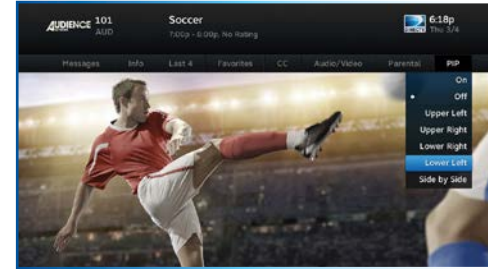 AUDIENCE 101
AUD
Soccer
7:00p - 8:00p, No Rating
DIRECTV
6:18p
Thu 3/4
Messages Info Last 4 Favorites CC Audio/Video Parental PIP
On
Off
Upper Left
Upper Right
Lower Right
Lower Left
Side by Side